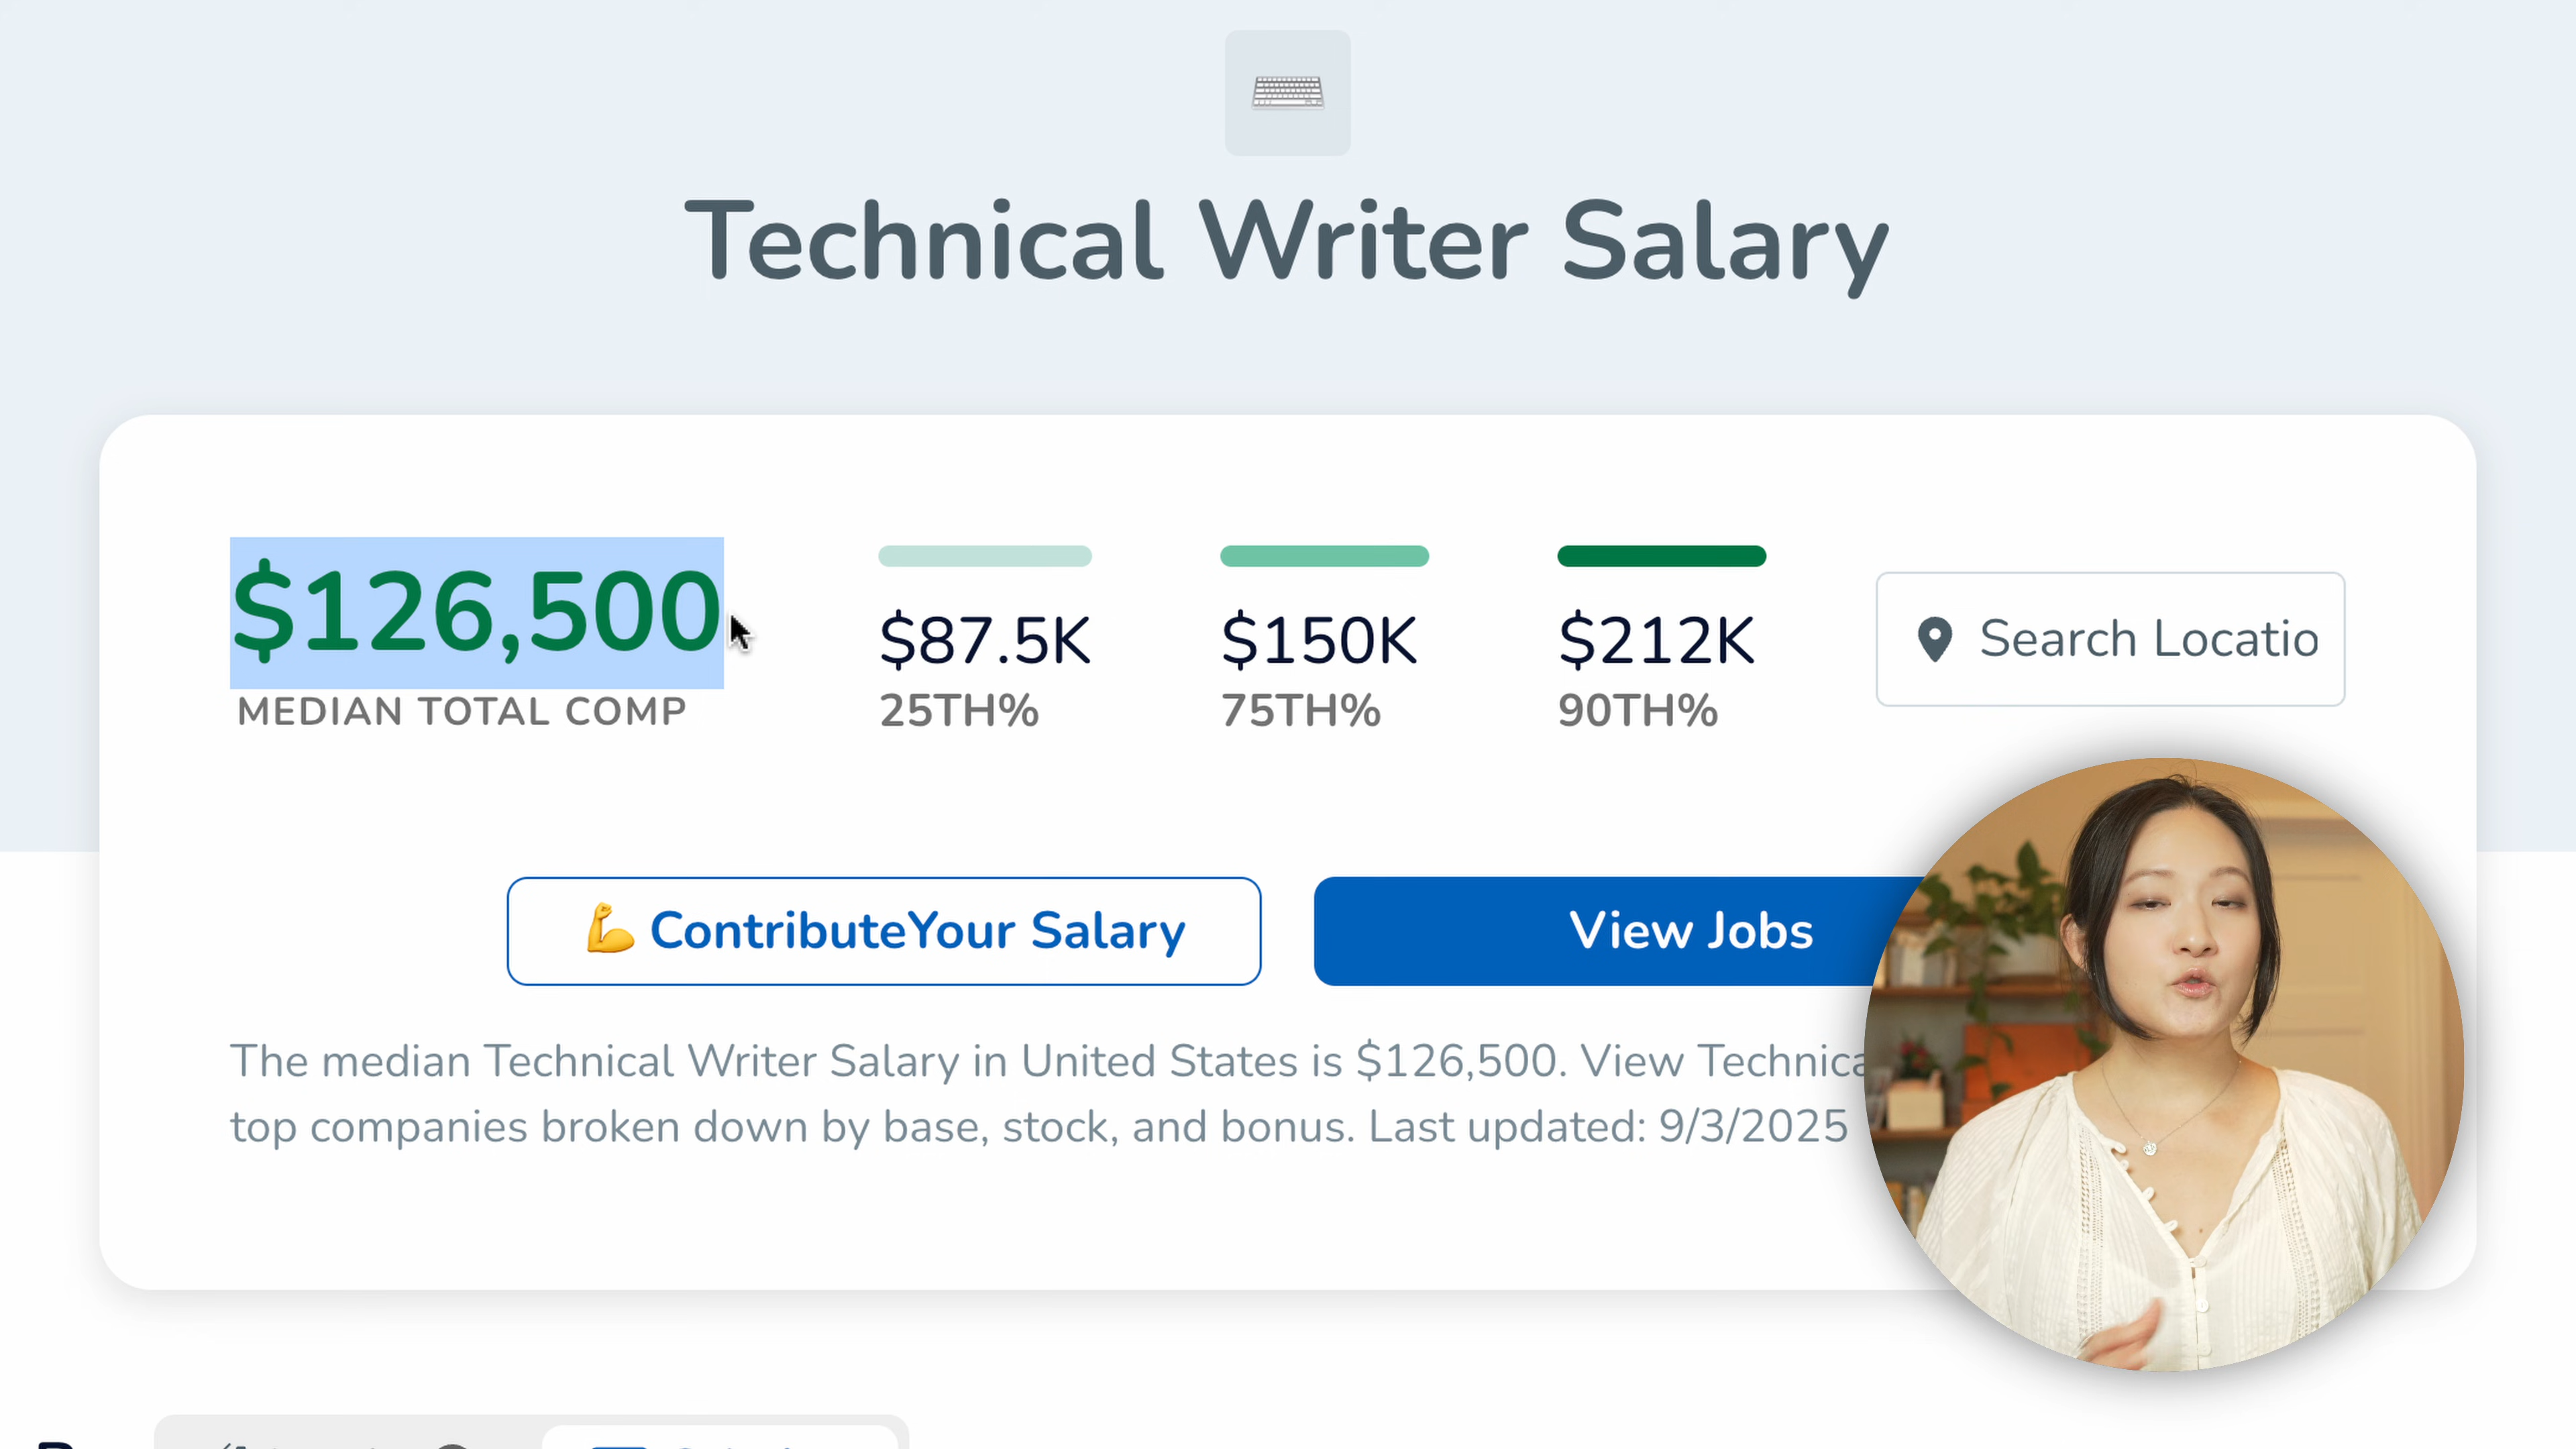 Technical Writer Salary
$126,500
MEDIAN TOTAL COMP
$87.5K
25TH%
$150K
75TH%
$212K
90TH%
Search Locatio
💪 ContributeYour Salary
View Jobs
The median Technical Writer Salary in United States is $126,500. View Technica
top companies broken down by base, stock, and bonus. Last updated: 9/3/2025